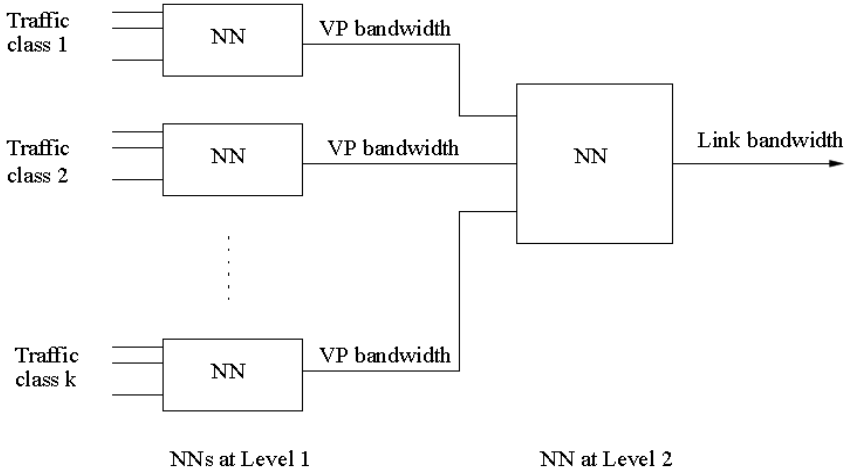 Traffic
class 1
NN
VP bandwidth
Traffic
class 2
NN
VP bandwidth
NN
Link bandwidth
Traffic
class k
NN
VP bandwidth
NNs at Level 1
NN at Level 2